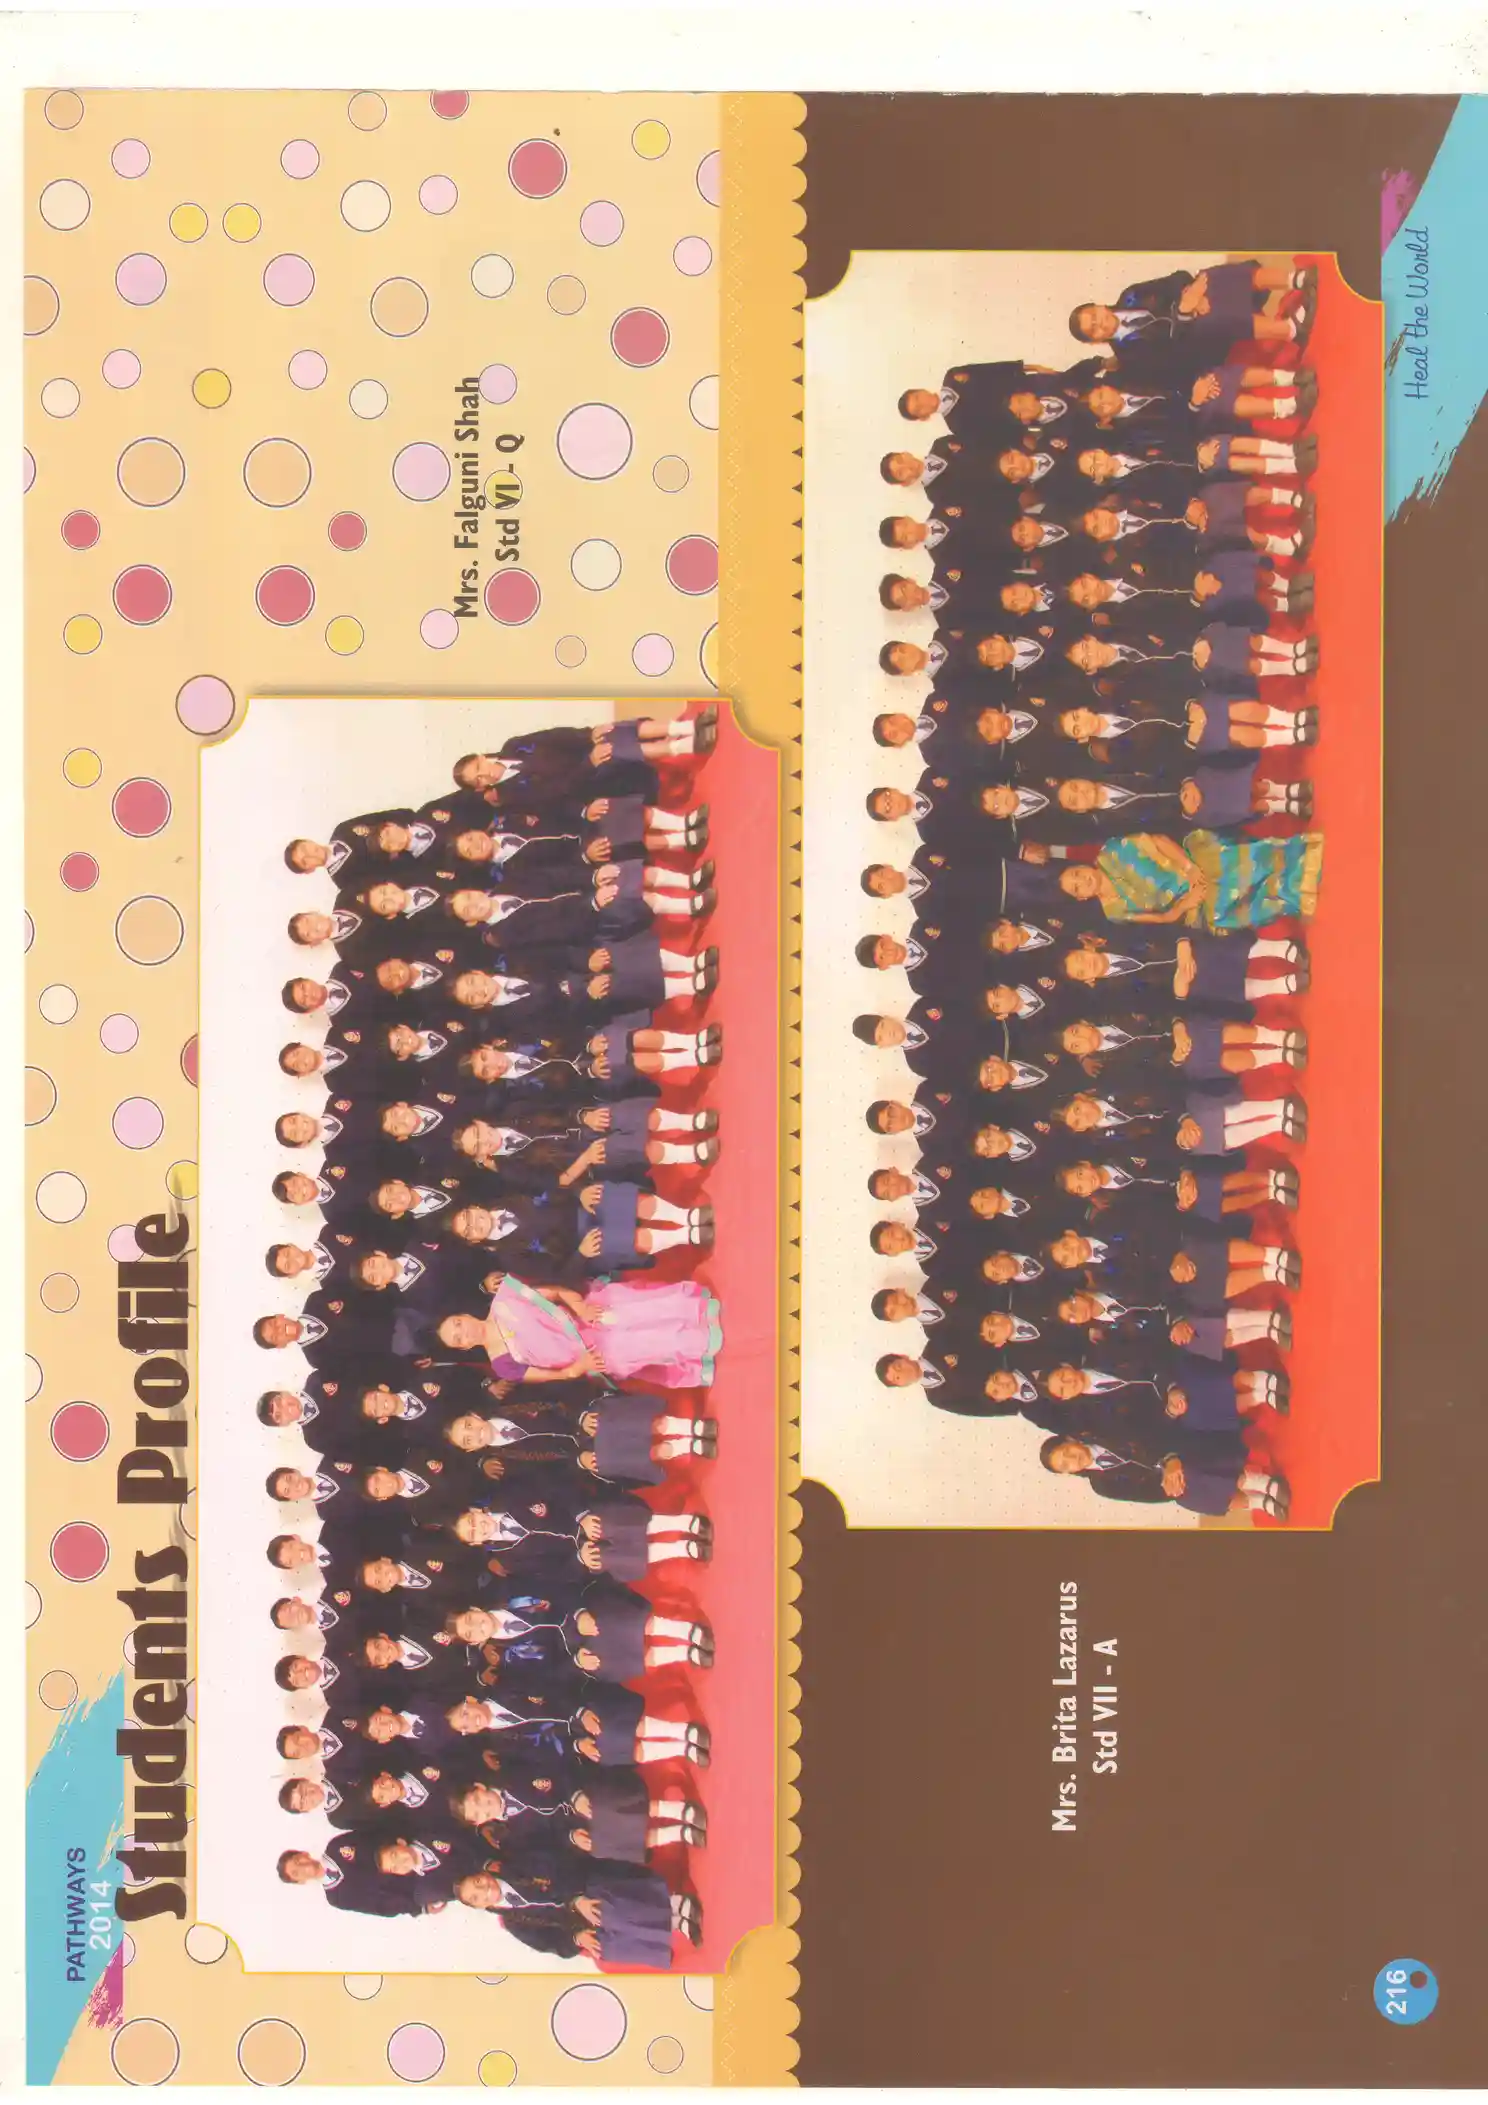 PATHWAYS
2014
Students Profile
Mrs. Falguni Shah
Std VI - Q
Mrs. Brita Lazarus
Std VII - A
216
Heal the World